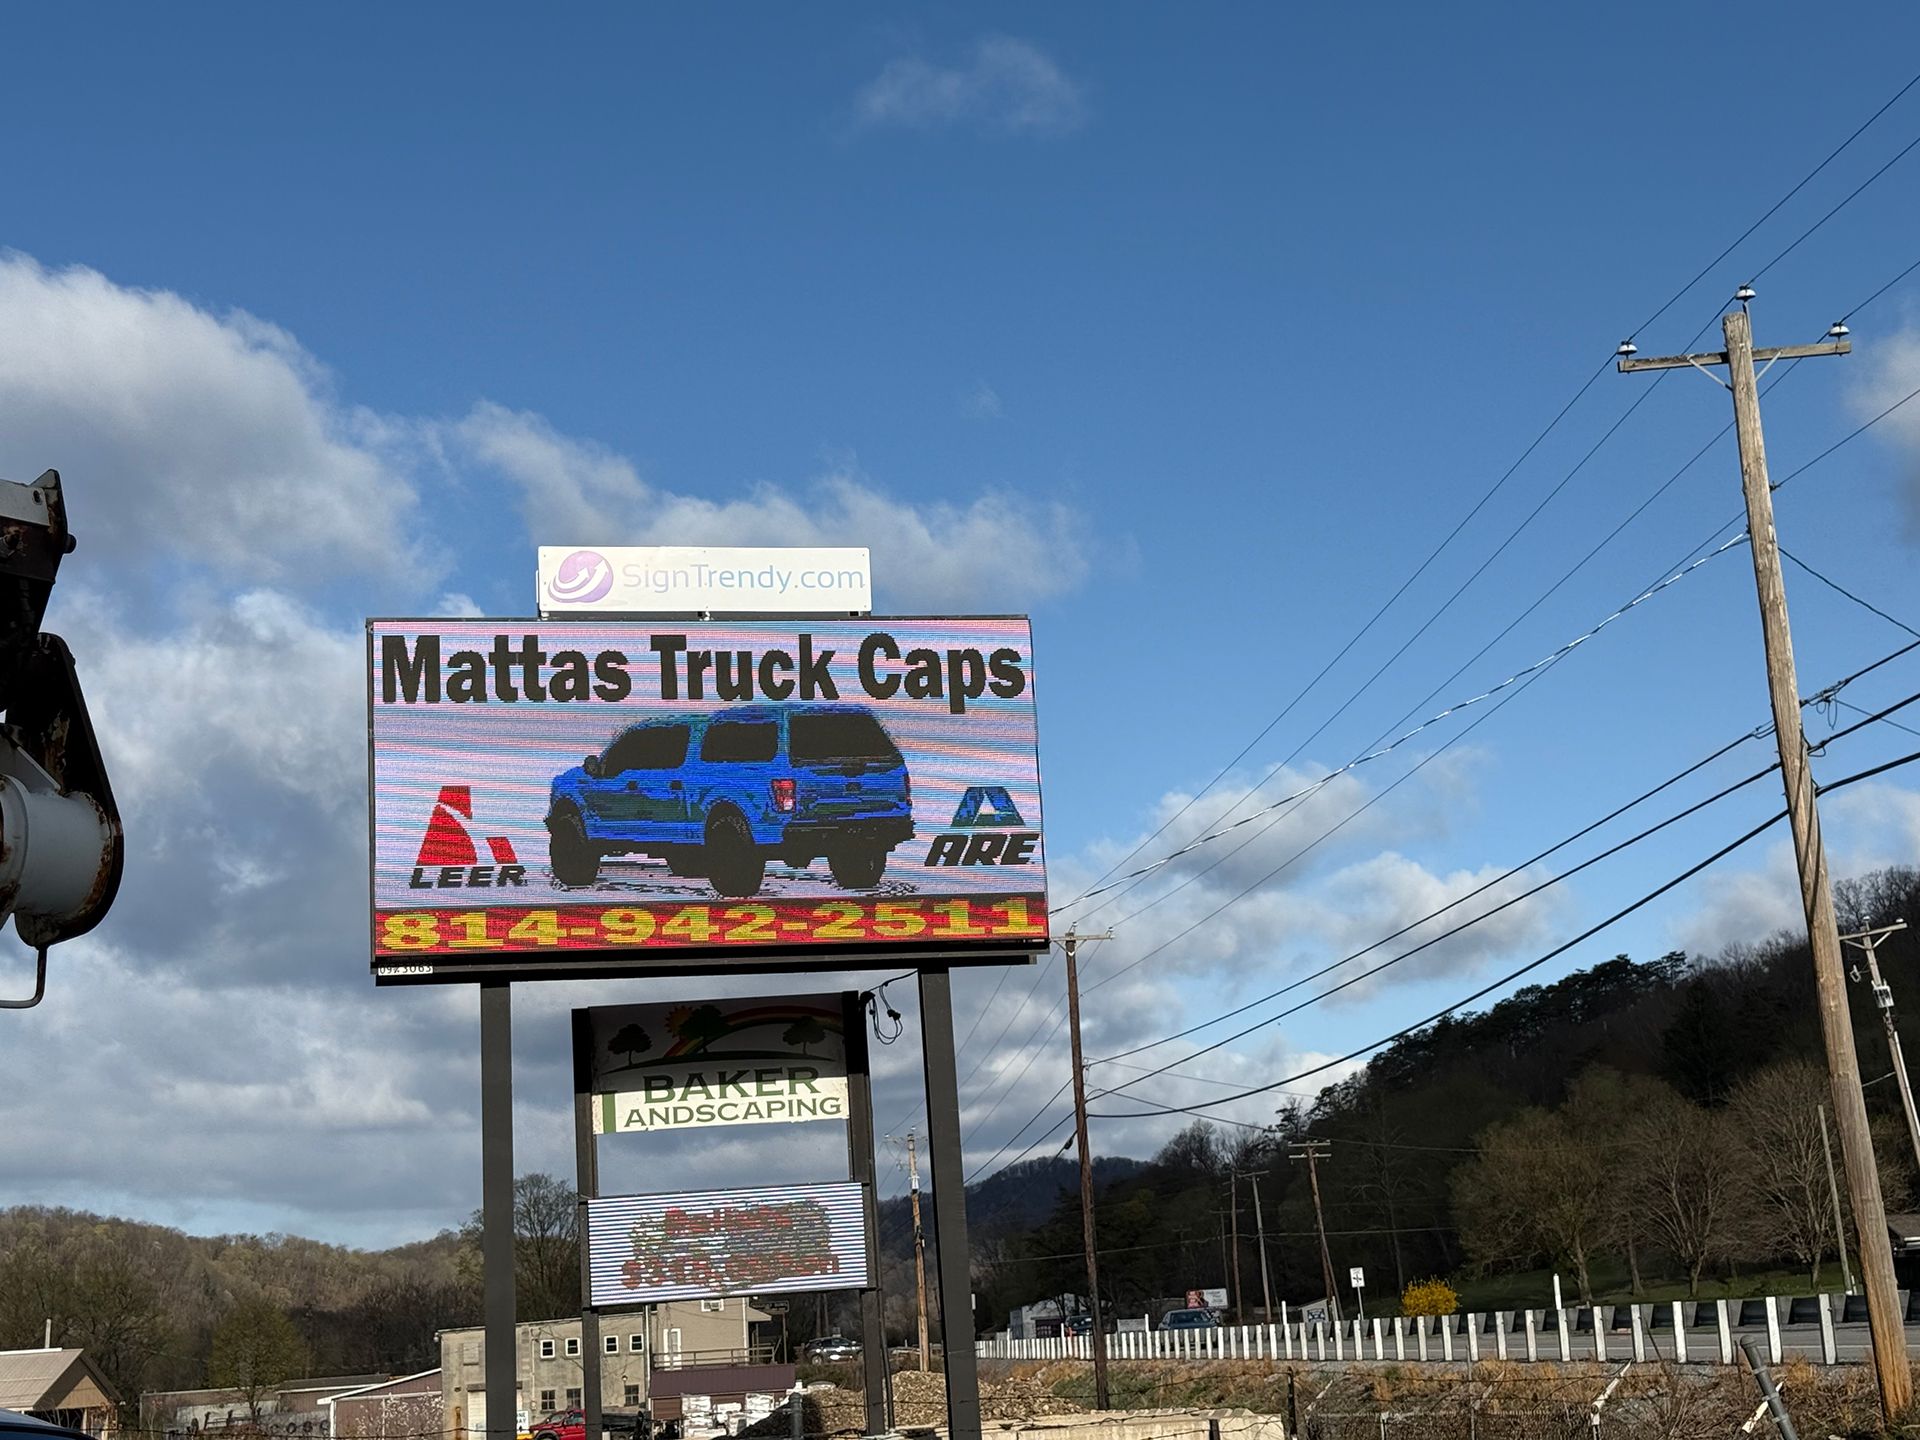 SignTrendy.com
Mattas Truck Caps
LEER
ARE
814-942-2511
BAKER
LANDSCAPING